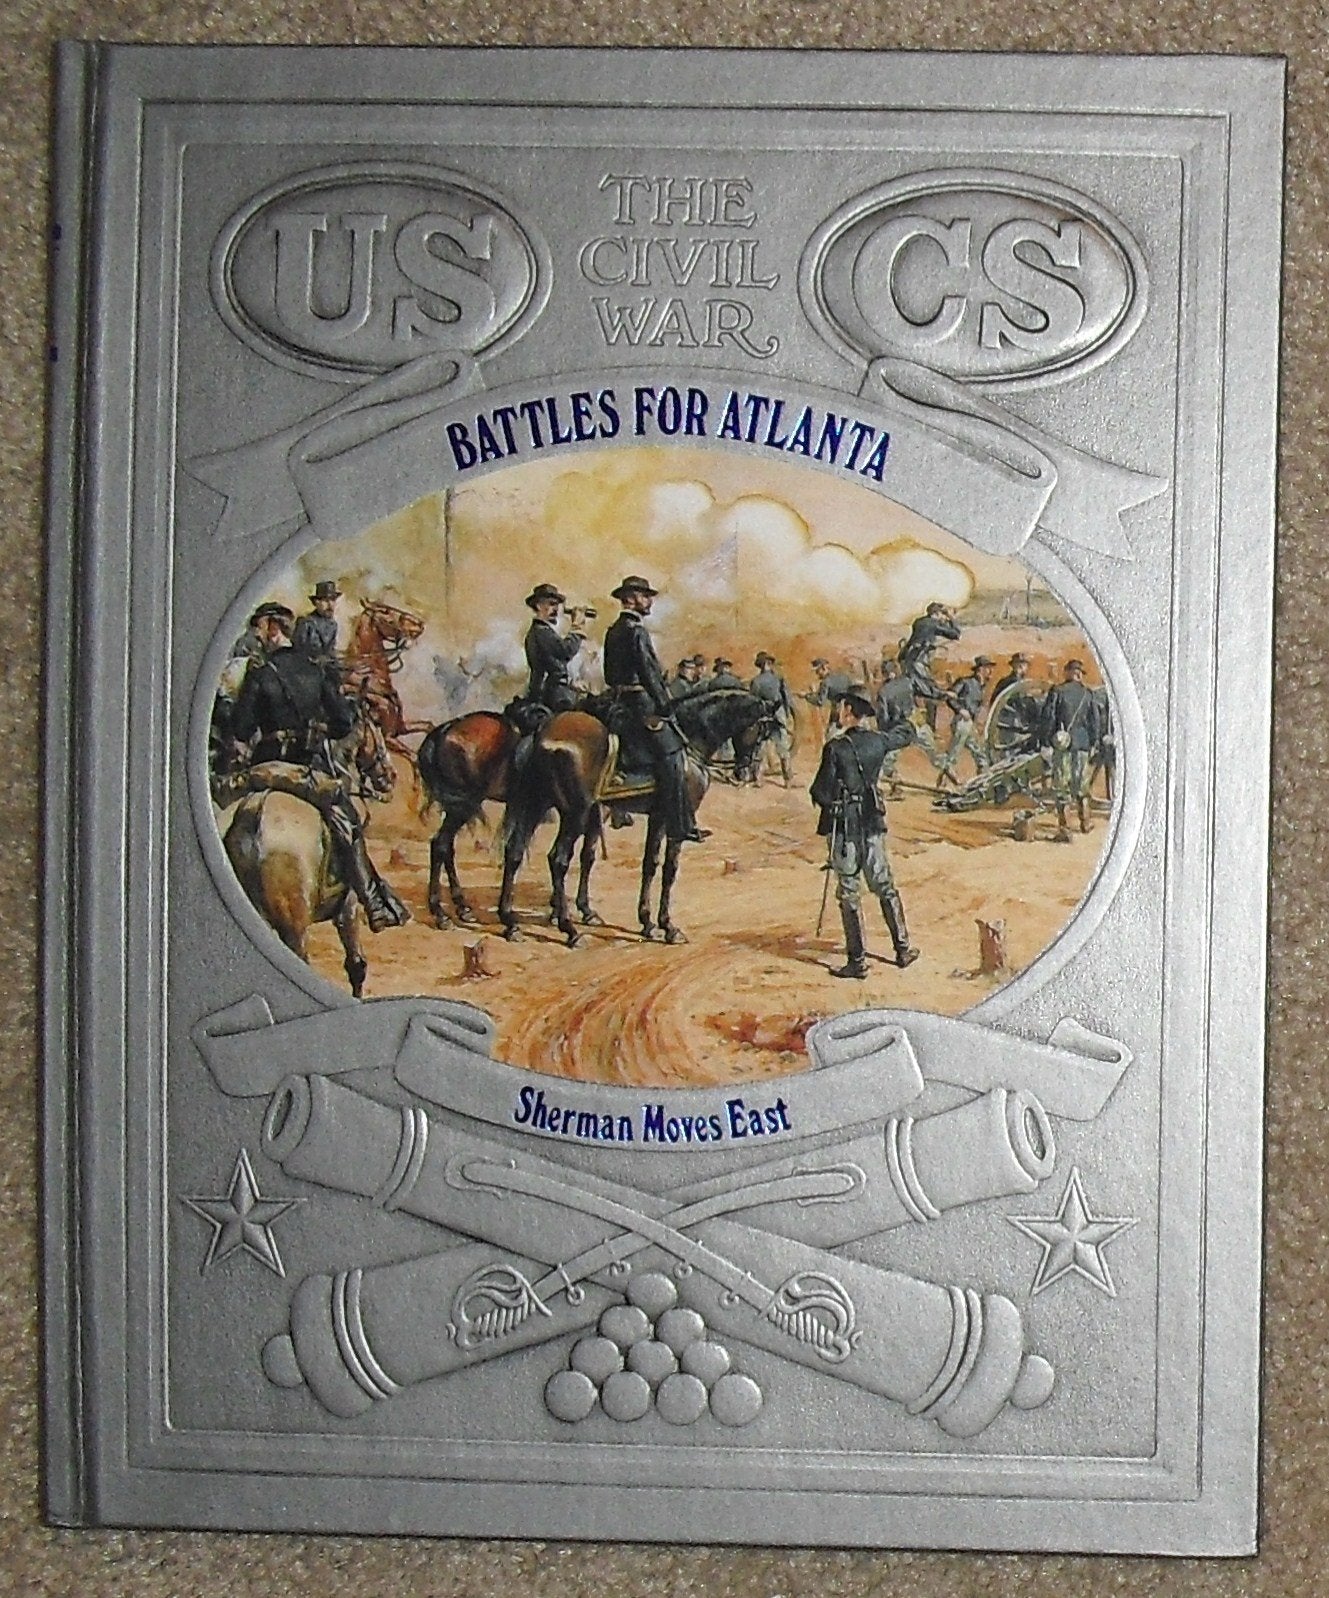 US
THE
CIVIL
WAR
CS
BATTLES FOR ATLANTA
Sherman Moves East